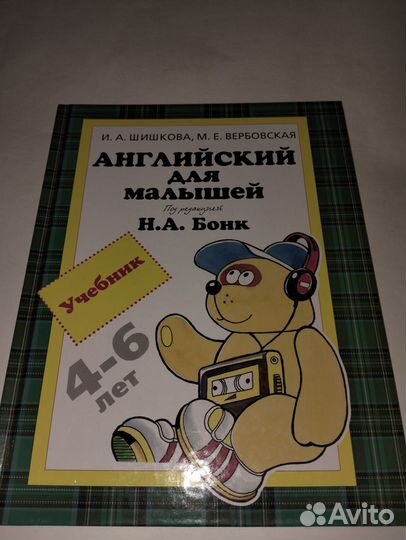 И. А. ШИШКОВА, М. Е. ВЕРБОВСКАЯ
АНГЛИЙСКИЙ
ДЛЯ
МАЛЫШЕЙ
Под редакцией
Н.А. Бонк
Учебник
4-6
лет
Avito